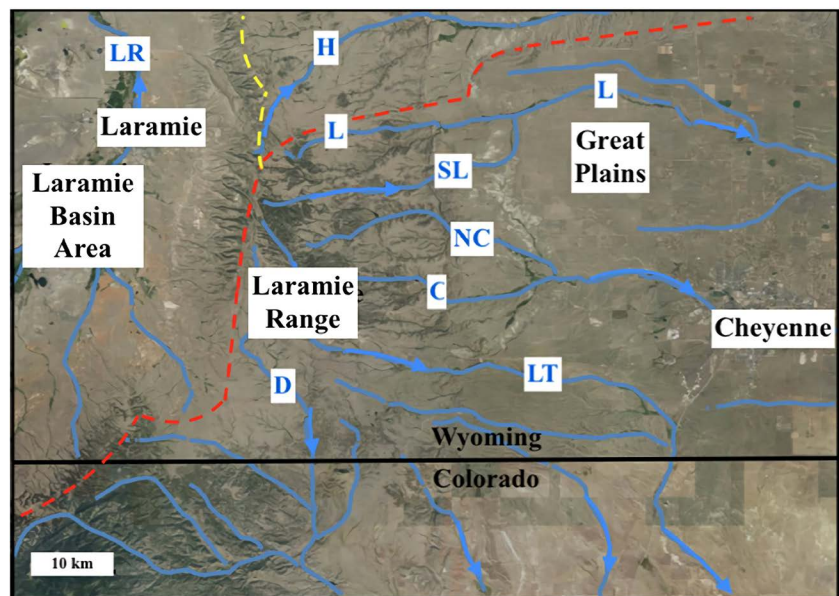 LR
H
Laramie
L
L
Great
Plains
SL
Laramie
Basin
Area
NC
C
Laramie
Range
Cheyenne
D
LT
Wyoming
Colorado
10 km